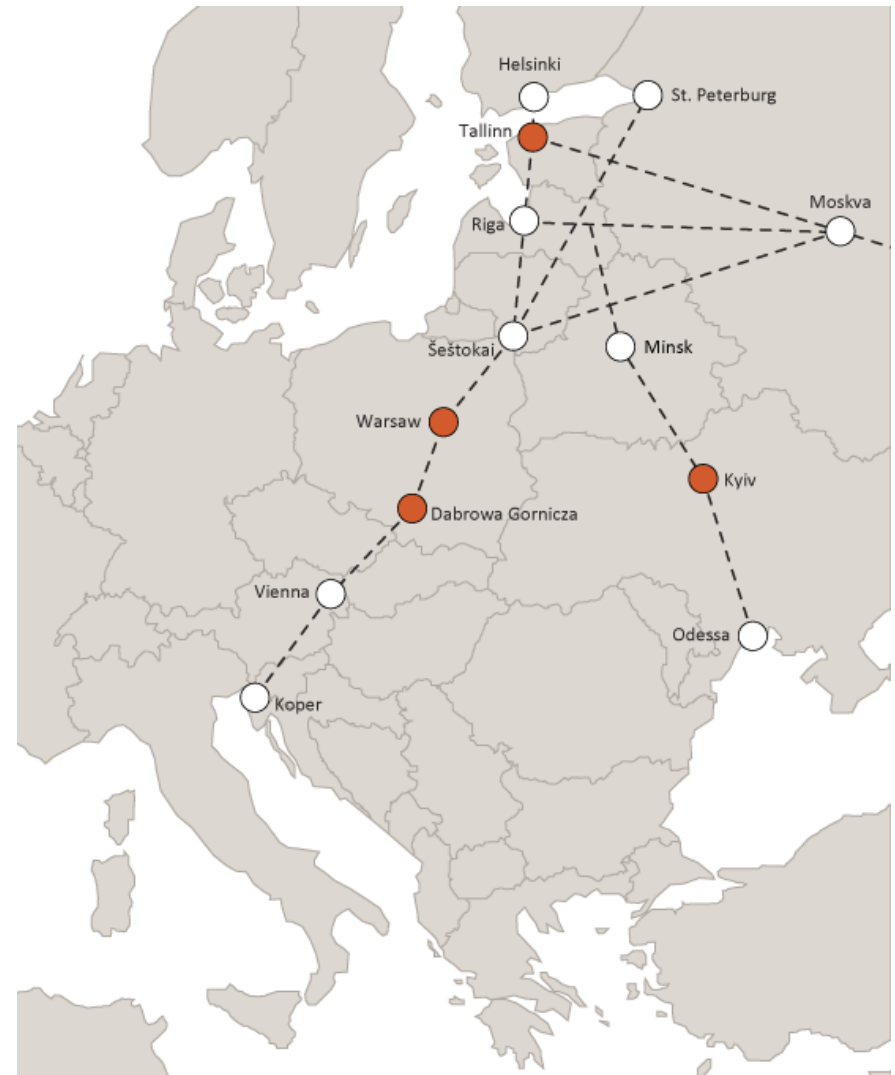 Helsinki
St. Peterburg
Tallinn
Moskva
Riga
Šeštokai
Minsk
Warsaw
Kyiv
Dabrowa Gornicza
Vienna
Odessa
Koper